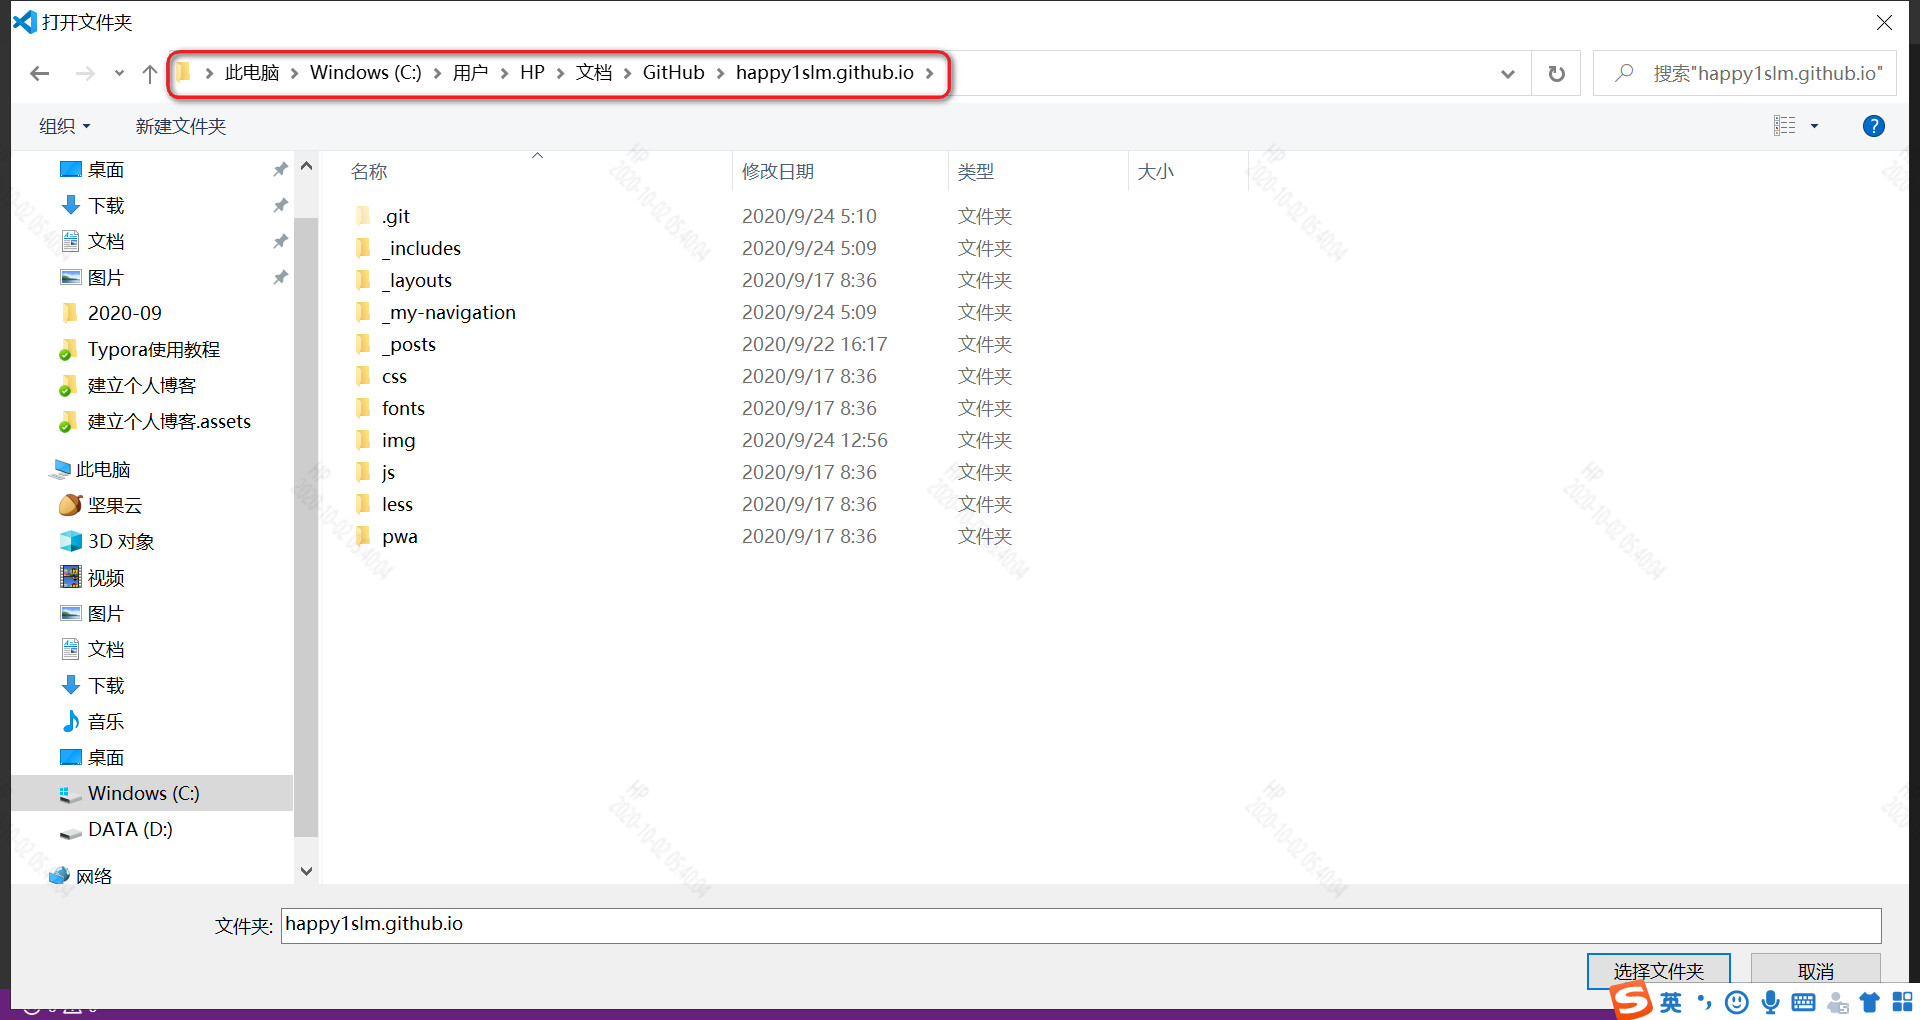 打开文件夹
此电脑 > Windows (C:) > 用户 > HP > 文档 > GitHub > happy1slm.github.io >
搜索"happy1slm.github.io"
组织 新建文件夹
名称 修改日期 类型 大小
桌面
下载
文档
图片
2020-09
Typora使用教程
建立个人博客
建立个人博客.assets
此电脑
坚果云
3D 对象
视频
图片
文档
下载
音乐
桌面
Windows (C:)
DATA (D:)
网络
.git 2020/9/24 5:10 文件夹
_includes 2020/9/24 5:09 文件夹
_layouts 2020/9/17 8:36 文件夹
_my-navigation 2020/9/24 5:09 文件夹
_posts 2020/9/22 16:17 文件夹
css 2020/9/17 8:36 文件夹
fonts 2020/9/17 8:36 文件夹
img 2020/9/24 12:56 文件夹
js 2020/9/17 8:36 文件夹
less 2020/9/17 8:36 文件夹
pwa 2020/9/17 8:36 文件夹
HP
2020-10-02 05:40:04
文件夹: happy1slm.github.io
选择文件夹 取消
英